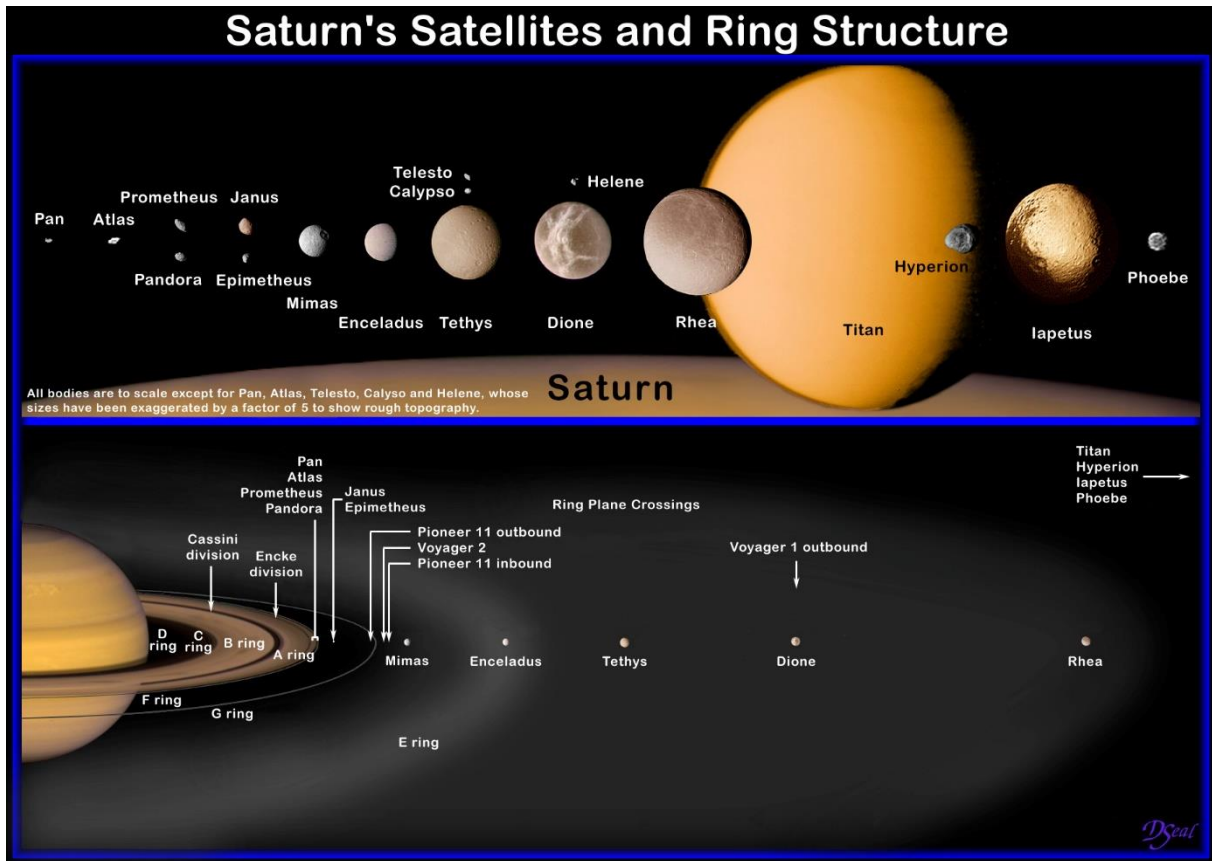 Saturn's Satellites and Ring Structure
Telesto
Calypso
Helene
Prometheus
Janus
Pan
Atlas
Pandora
Epimetheus
Mimas
Enceladus
Tethys
Dione
Rhea
Titan
Hyperion
Iapetus
Phoebe
Saturn
All bodies are to scale except for Pan, Atlas, Telesto, Calyso and Helene, whose
sizes have been exaggerated by a factor of 5 to show rough topography.
Pan
Atlas
Prometheus
Pandora
Janus
Epimetheus
Ring Plane Crossings
Titan
Hyperion
Iapetus
Phoebe
Cassini
division
Encke
division
Pioneer 11 outbound
Voyager 2
Pioneer 11 inbound
Voyager 1 outbound
D
ring
C
ring
B ring
A ring
F ring
G ring
E ring
Mimas
Enceladus
Tethys
Dione
Rhea
DSeal